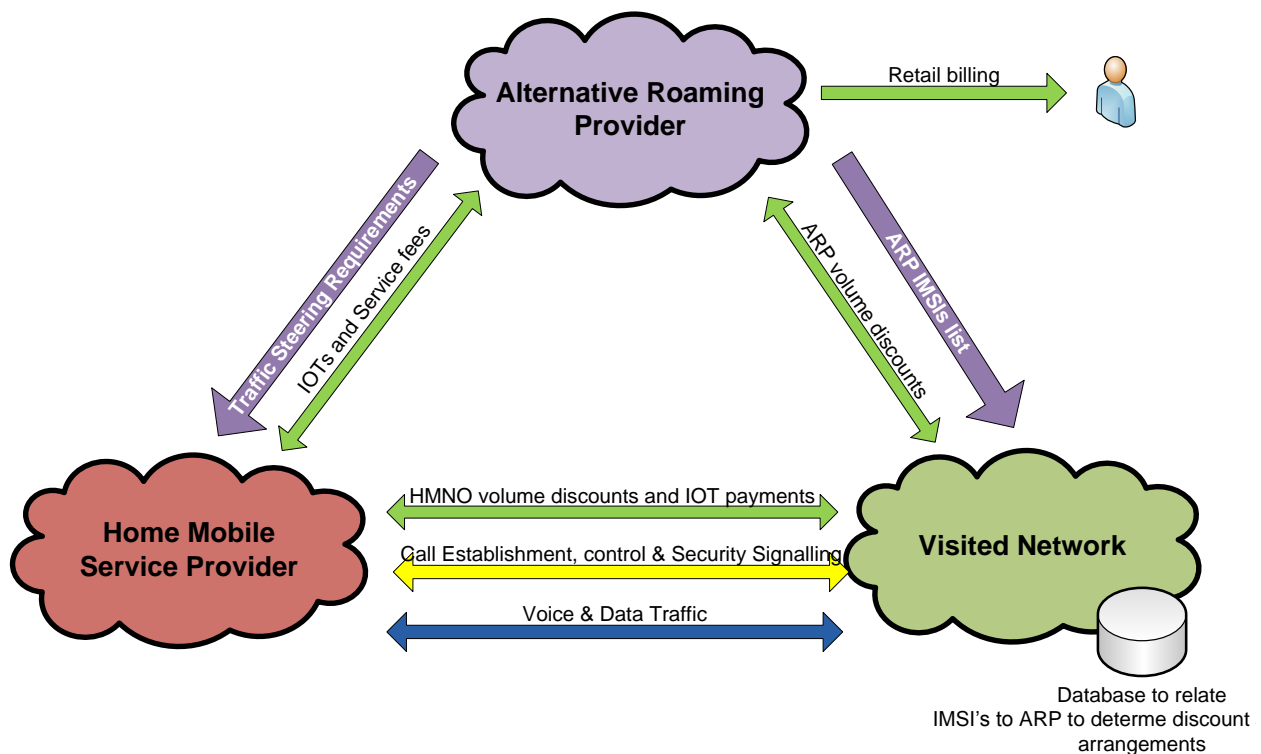 Alternative Roaming
Provider
Retail billing
Traffic Steering Requirements
IOTs and Service fees
ARP volume discounts
ARP IMSIs list
Home Mobile
Service Provider
HMNO volume discounts and IOT payments
Call Establishment, control & Security Signalling
Voice & Data Traffic
Visited Network
Database to relate
IMSI's to ARP to determe discount
arrangements